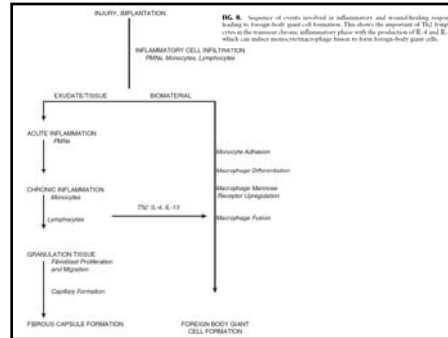 INJURY, IMPLANTATION
FIG. 8. Sequence of events involved in inflammatory and wound-healing respon
leading to foreign-body giant cell formation. This shows the important of Th2 lymp
cytes in the transient chronic inflammatory phase with the production of IL-4 and IL-
which can induce monocyte/macrophage fusion to form foreign-body giant cells.
INFLAMMATORY CELL INFILTRATION
PMNs, Monocytes, Lymphocytes
EXUDATE/TISSUE
BIOMATERIAL
ACUTE INFLAMMATION
PMNs
Monocyte Adhesion
Macrophage Differentiation
CHRONIC INFLAMMATION
Monocytes
Macrophage Mannose
Receptor Upregulation
Th2: IL-4, IL-13
Lymphocytes
Macrophage Fusion
GRANULATION TISSUE
Fibroblast Proliferation
and Migration
Capillary Formation
FIBROUS CAPSULE FORMATION
FOREIGN BODY GIANT
CELL FORMATION